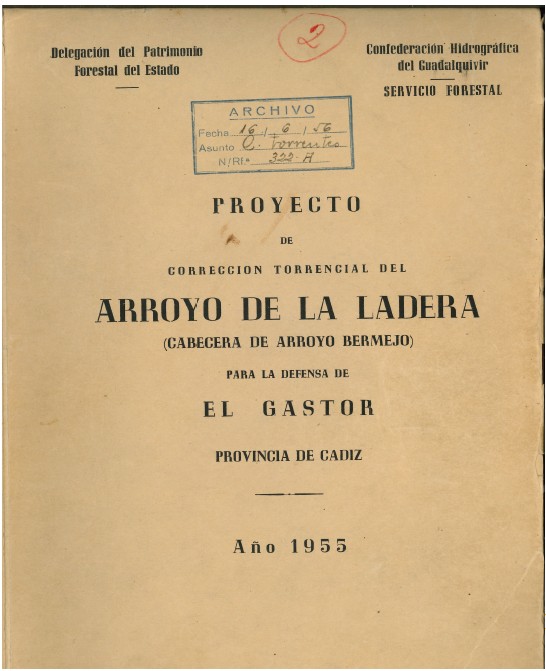 2
Delegación del Patrimonio
Forestal del Estado
Confederación Hidrográfica
del Guadalquivir
SERVICIO FORESTAL
ARCHIVO
Fecha 16 / 6 / 56
Asunto C. Torrentes
N/Rl.ª 322-A
PROYECTO
DE
CORRECCION TORRENCIAL DEL
ARROYO DE LA LADERA
(CABECERA DE ARROYO BERMEJO)
PARA LA DEFENSA DE
EL GASTOR
PROVINCIA DE CADIZ
Año 1955